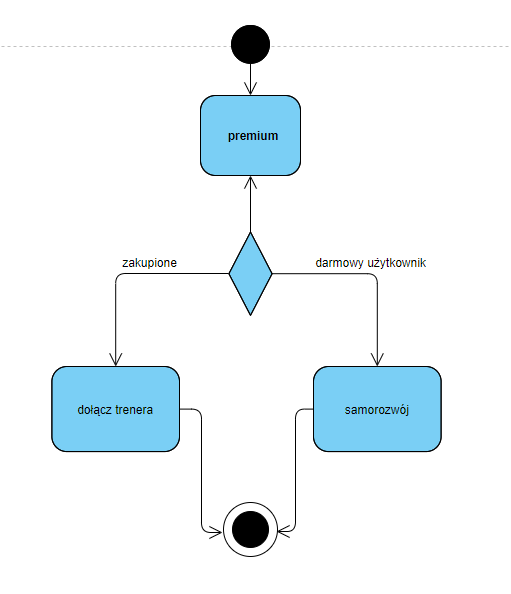 premium
zakupione
darmowy użytkownik
dołącz trenera
samorozwój